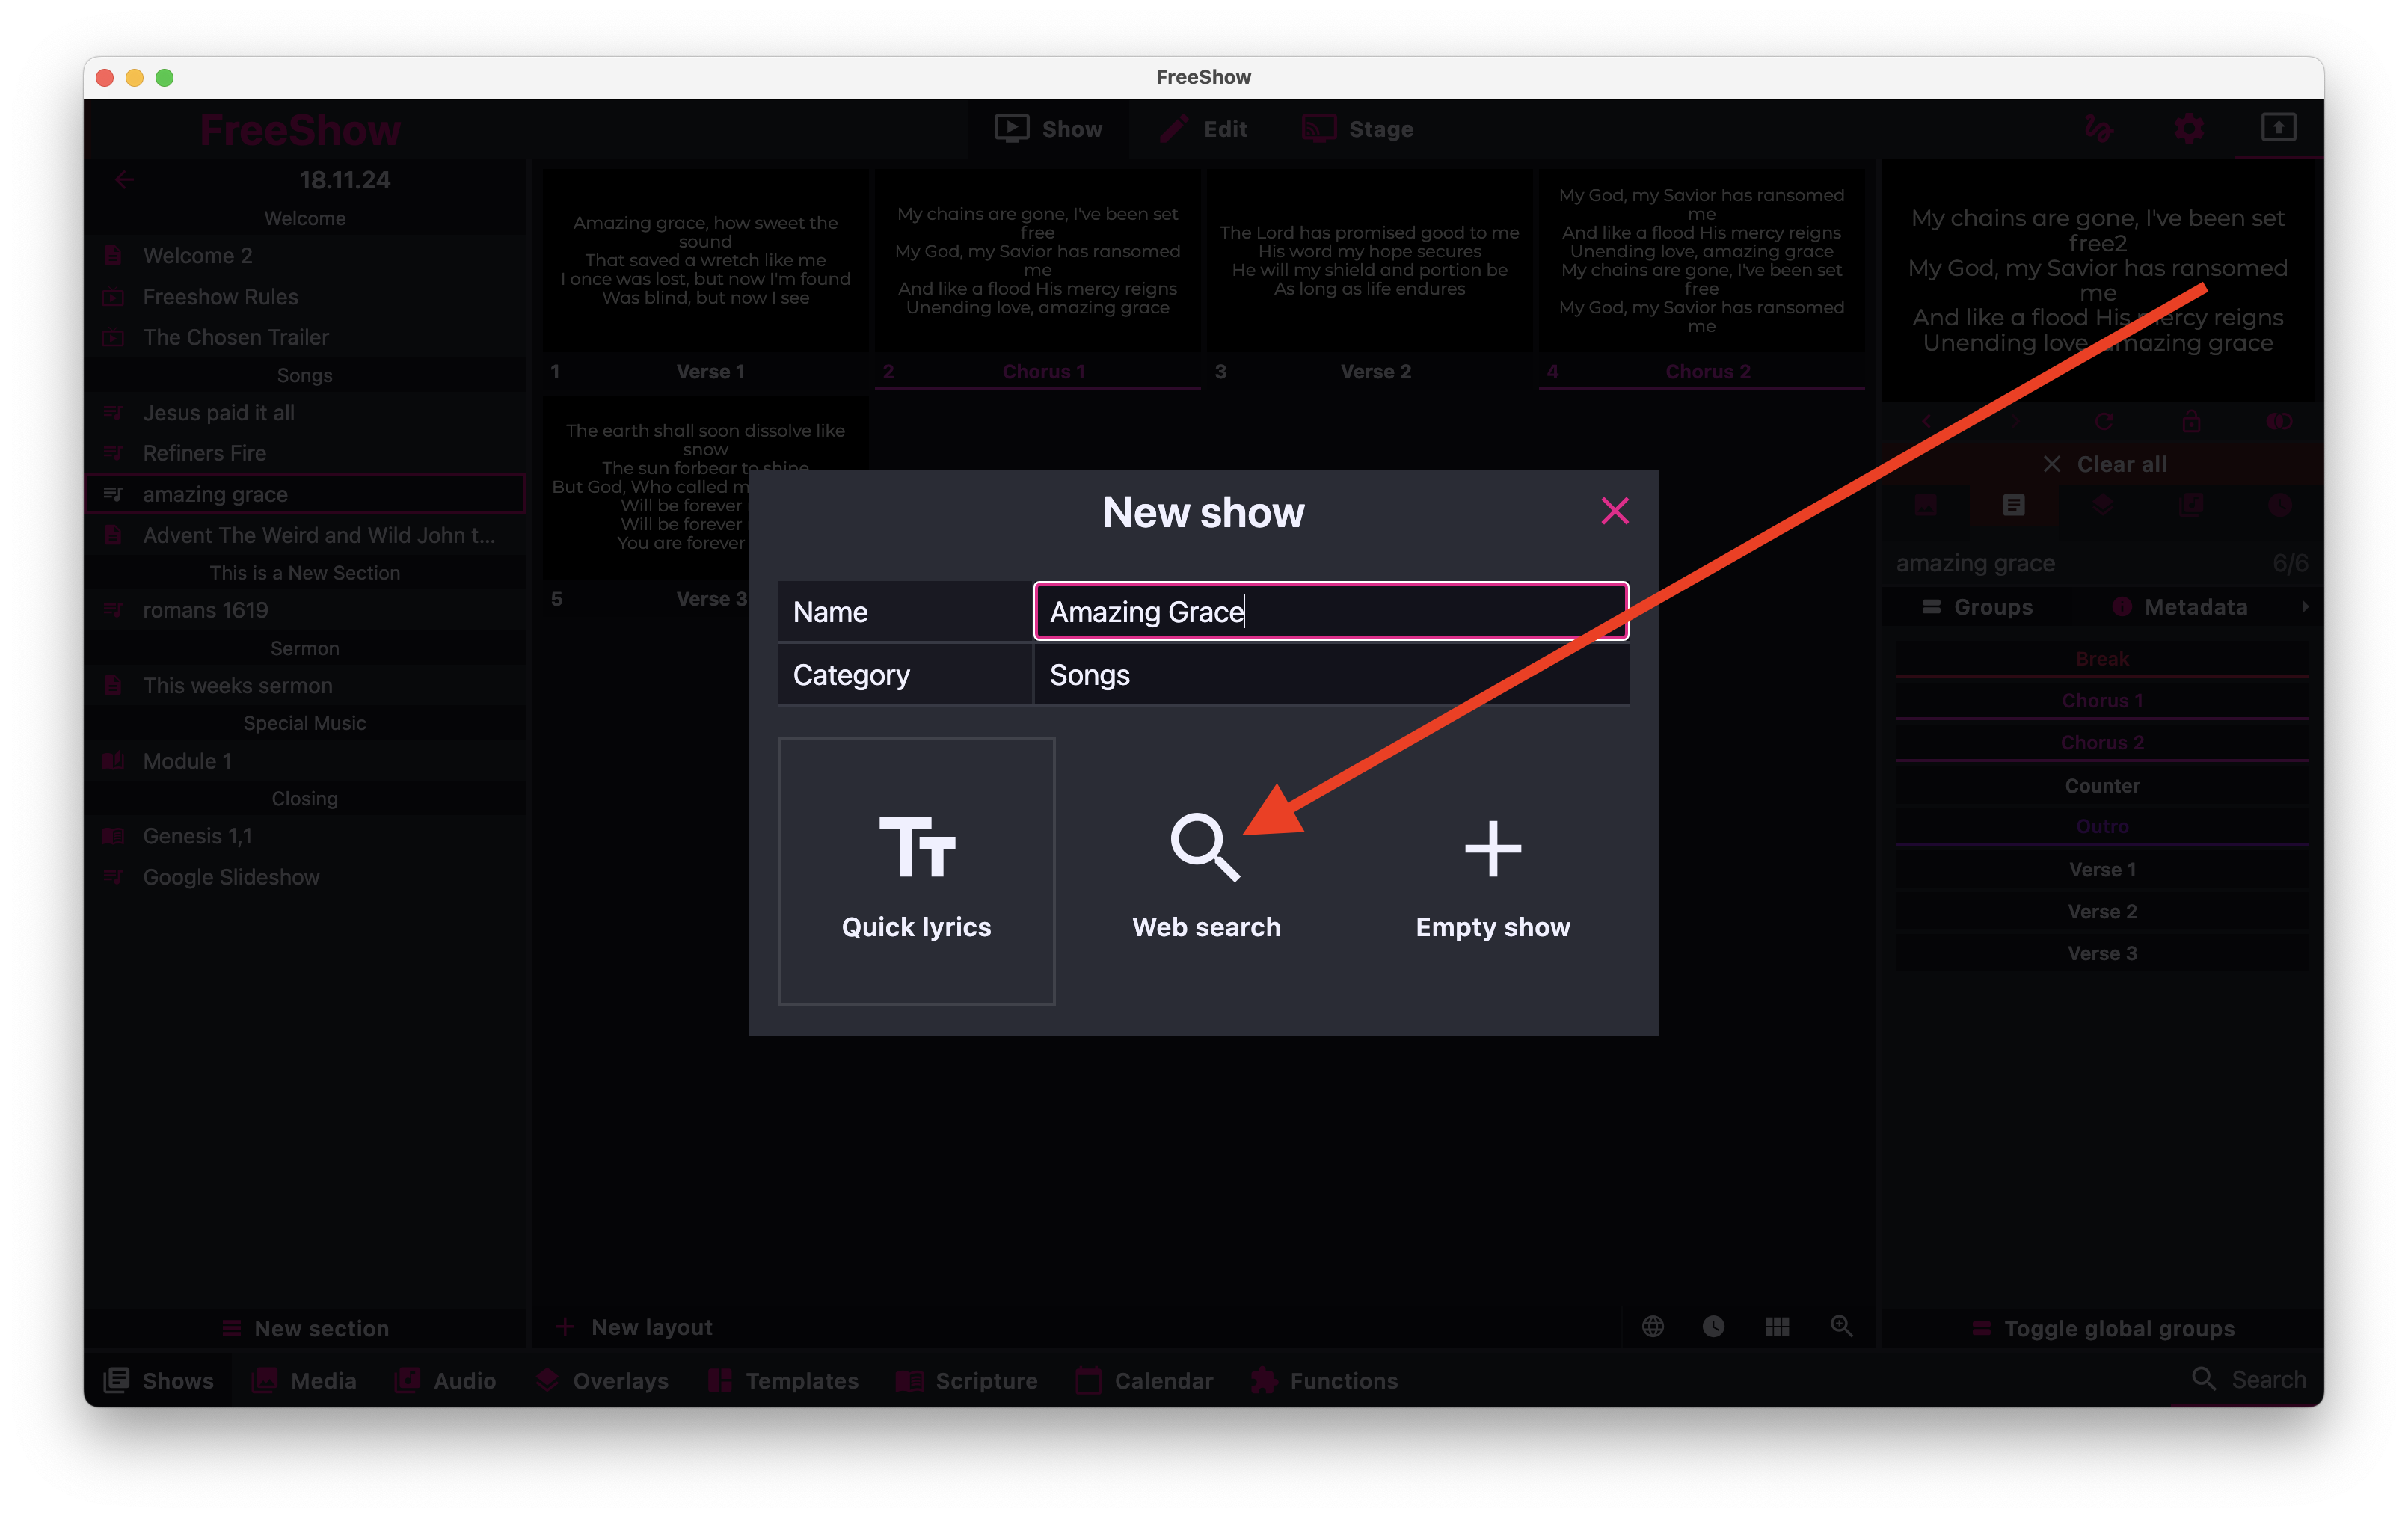 FreeShow
FreeShow
Show
Edit
Stage
18.11.24
Welcome
Welcome 2
Freeshow Rules
The Chosen Trailer
Songs
Jesus paid it all
Refiners Fire
amazing grace
Advent The Weird and Wild John t...
This is a New Section
romans 1619
Sermon
This weeks sermon
Special Music
Module 1
Closing
Genesis 1,1
Google Slideshow
New section
Amazing grace, how sweet the
sound
That saved a wretch like me
I once was lost, but now I'm found
Was blind, but now I see
1 Verse 1
My chains are gone, I've been set
free
My God, my Savior has ransomed
me
And like a flood His mercy reigns
Unending love, amazing grace
2 Chorus 1
The Lord has promised good to me
His word my hope secures
He will my shield and portion be
As long as life endures
3 Verse 2
My God, my Savior has ransomed
me
And like a flood His mercy reigns
Unending love, amazing grace
My chains are gone, I've been set
free
My God, my Savior has ransomed
me
4 Chorus 2
The earth shall soon dissolve like
snow
The sun forbear to shine
But God, Who called m
Will be forever
Will be forever
You are forever
5 Verse 3
New show
Name
Amazing Grace
Category
Songs
Tt
Quick lyrics
Web search
Empty show
New layout
My chains are gone, I've been set
free2
My God, my Savior has ransomed
me
And like a flood His mercy reigns
Unending love, amazing grace
Clear all
amazing grace 6/6
Groups
Metadata
Break
Chorus 1
Chorus 2
Counter
Outro
Verse 1
Verse 2
Verse 3
Toggle global groups
Shows
Media
Audio
Overlays
Templates
Scripture
Calendar
Functions
Search